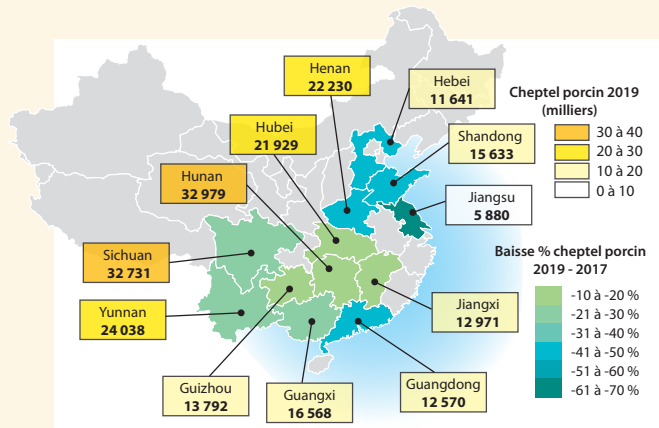 Henan
22 230
Hebei
11 641
Cheptel porcin 2019
(milliers)
30 à 40
20 à 30
10 à 20
0 à 10
Hubei
21 929
Shandong
15 633
Hunan
32 979
Jiangsu
5 880
Sichuan
32 731
Baisse % cheptel porcin
2019 - 2017
-10 à -20 %
-21 à -30 %
-31 à -40 %
-41 à -50 %
-51 à -60 %
-61 à -70 %
Yunnan
24 038
Jiangxi
12 971
Guizhou
13 792
Guangxi
16 568
Guangdong
12 570